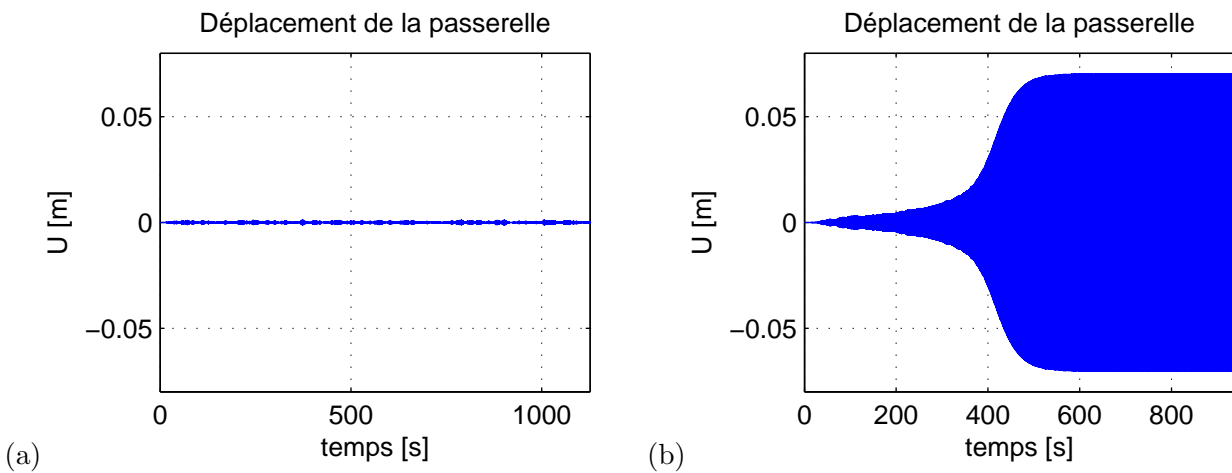 Déplacement de la passerelle
0.05
0
−0.05
U [m]
0
500
1000
temps [s]
(a)
Déplacement de la passerelle
0.05
0
−0.05
U [m]
0
200
400
600
800
temps [s]
(b)